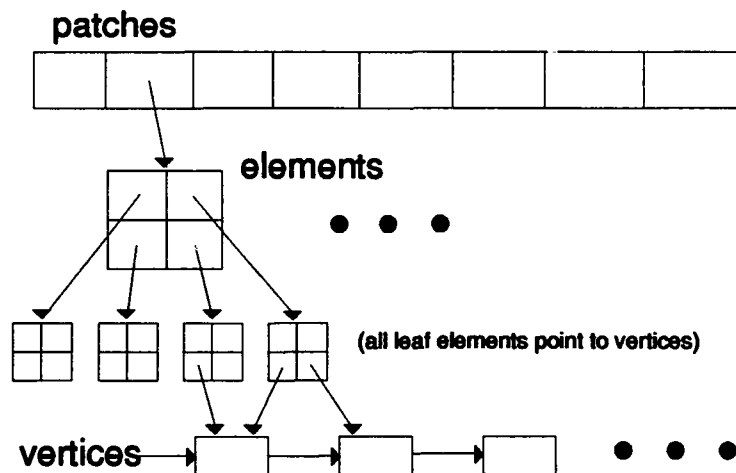 patches
elements
(all leaf elements point to vertices)
vertices